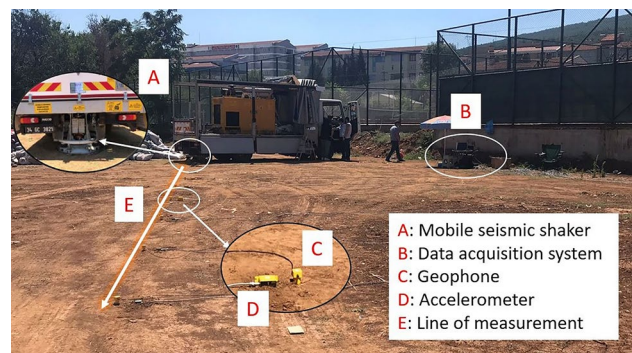 A
B
E
C
D
A: Mobile seismic shaker
B: Data acquisition system
C: Geophone
D: Accelerometer
E: Line of measurement